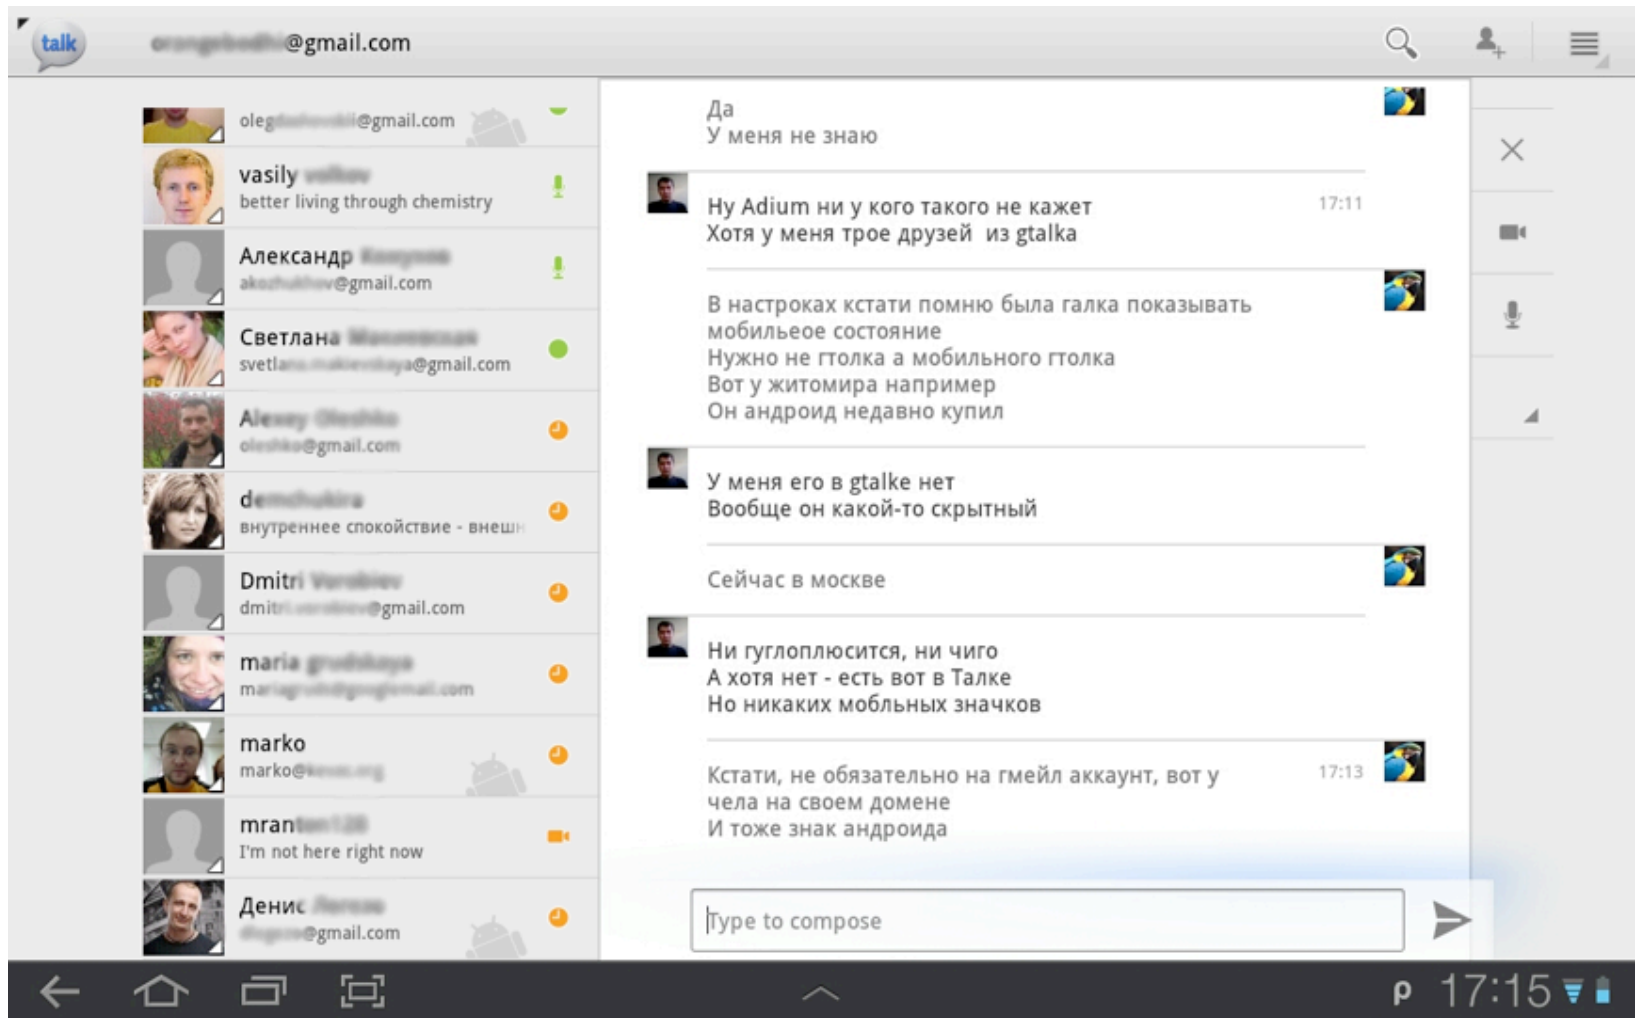 talk
@gmail.com
oleg @gmail.com
vasily
better living through chemistry
Александр
@gmail.com
Светлана
svetla @gmail.com
@gmail.com
внутреннее спокойствие - внеш
Dmitri
dmit @gmail.com
maria
marko
marko@
mran
I'm not here right now
Денис
@gmail.com
Да
У меня не знаю
Ну Adium ни у кого такого не кажет
17:11
Хотя у меня трое друзей из gtalka
В настроках кстати помню была галка показывать
мобильеое состояние
Нужно не гтолка а мобильного гтолка
Вот у житомира например
Он андроид недавно купил
У меня его в gtalke нет
Вообще он какой-то скрытный
Сейчас в москве
Ни гуглоплюсится, ни чиго
А хотя нет - есть вот в Талке
Но никаких мобльных значков
Кстати, не обязательно на гмейл аккаунт, вот у
17:13
чела на своем домене
И тоже знак андроида
Type to compose
17:15